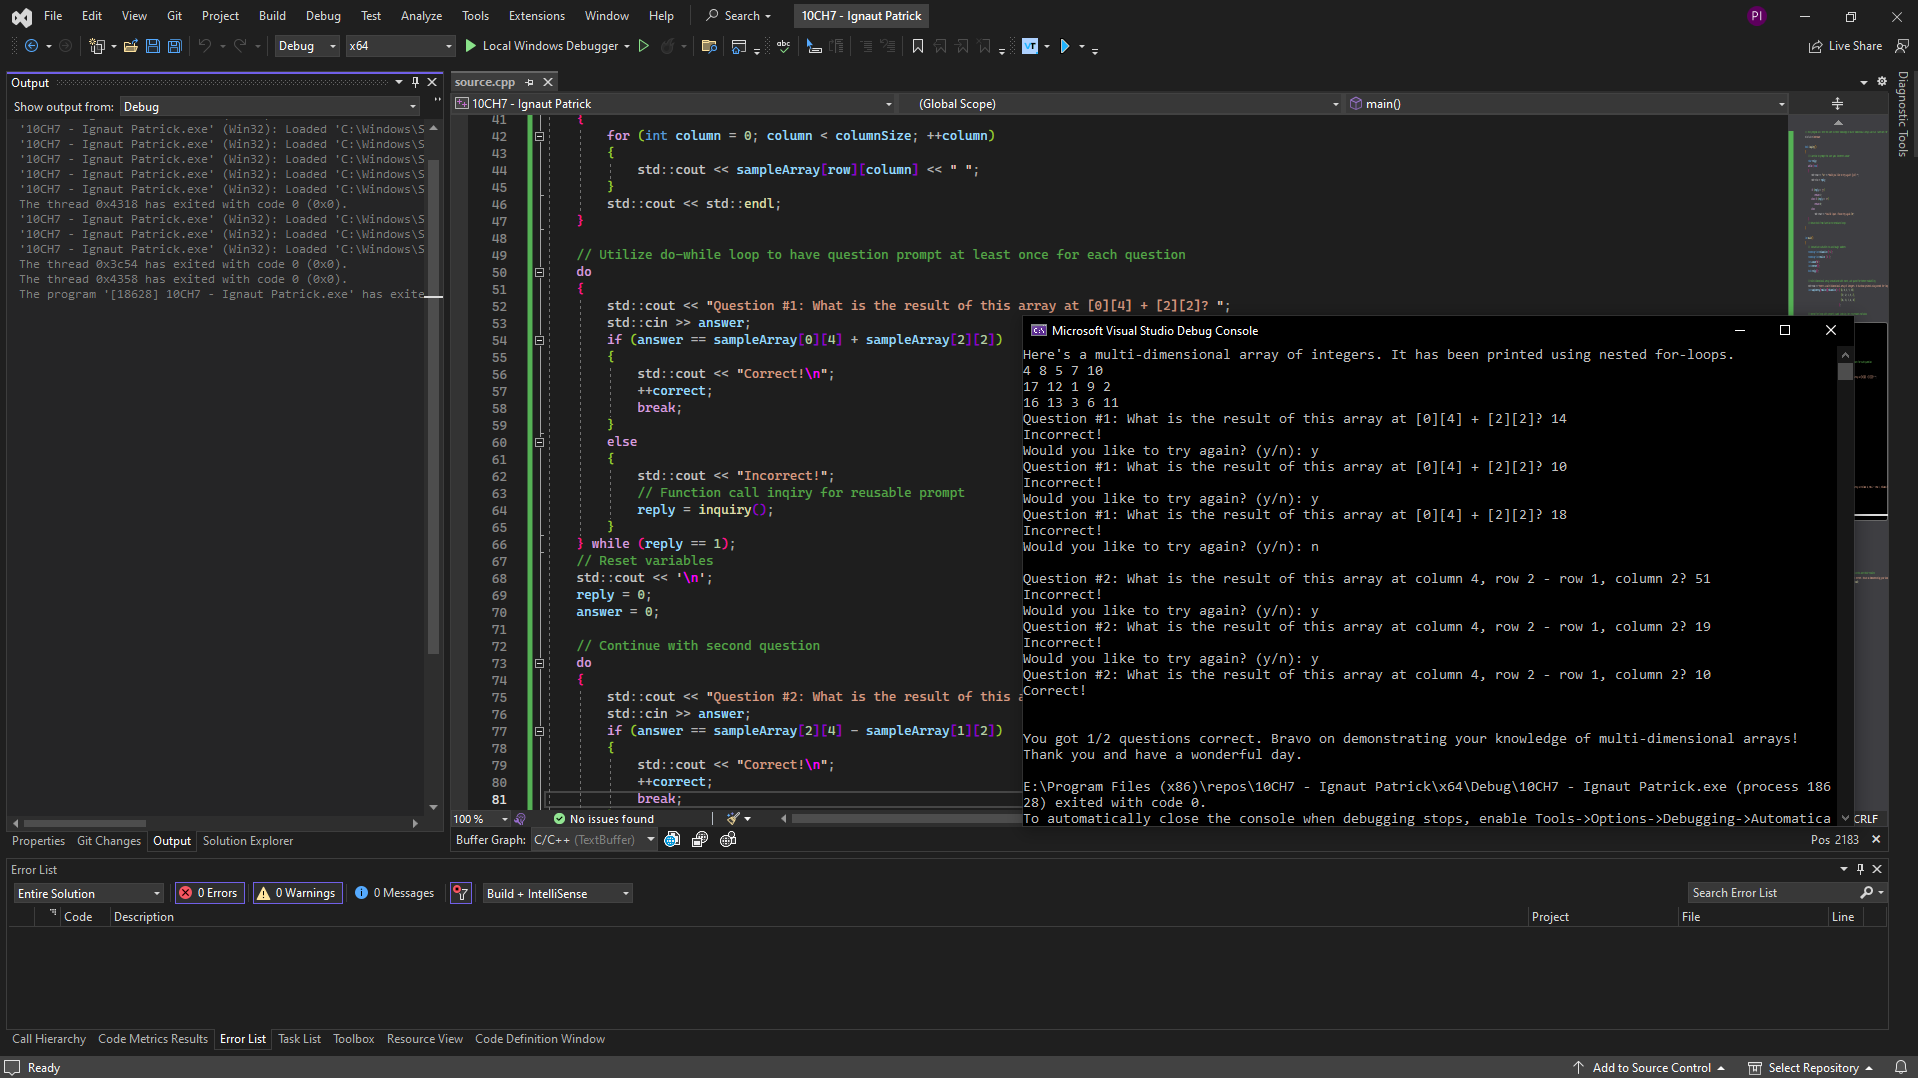 File Edit View Git Project Build Debug Test Analyze Tools Extensions Window Help Search 10CH7 - Ignaut Patrick PI
Debug x64 Local Windows Debugger Live Share
Output
Show output from: Debug
'10CH7 - Ignaut Patrick.exe' (Win32): Loaded 'C:\Windows\S
'10CH7 - Ignaut Patrick.exe' (Win32): Loaded 'C:\Windows\S
'10CH7 - Ignaut Patrick.exe' (Win32): Loaded 'C:\Windows\S
'10CH7 - Ignaut Patrick.exe' (Win32): Loaded 'C:\Windows\S
'10CH7 - Ignaut Patrick.exe' (Win32): Loaded 'C:\Windows\S
The thread 0x4318 has exited with code 0 (0x0).
'10CH7 - Ignaut Patrick.exe' (Win32): Loaded 'C:\Windows\S
'10CH7 - Ignaut Patrick.exe' (Win32): Loaded 'C:\Windows\S
'10CH7 - Ignaut Patrick.exe' (Win32): Loaded 'C:\Windows\S
The thread 0x3c54 has exited with code 0 (0x0).
The thread 0x4358 has exited with code 0 (0x0).
The program '[18628] 10CH7 - Ignaut Patrick.exe' has exite
Properties Git Changes Output Solution Explorer
source.cpp
10CH7 - Ignaut Patrick (Global Scope) main()
41 {
42 for (int column = 0; column < columnSize; ++column)
43 {
44 std::cout << sampleArray[row][column] << " ";
45 }
46 std::cout << std::endl;
47 }
48
49 // Utilize do-while loop to have question prompt at least once for each question
50 do
51 {
52 std::cout << "Question #1: What is the result of this array at [0][4] + [2][2]? ";
53 std::cin >> answer;
54 if (answer == sampleArray[0][4] + sampleArray[2][2])
55 {
56 std::cout << "Correct!\n";
57 ++correct;
58 break;
59 }
60 else
61 {
62 std::cout << "Incorrect!";
63 // Function call inqiry for reusable prompt
64 reply = inquiry();
65 }
66 } while (reply == 1);
67 // Reset variables
68 std::cout << '\n';
69 reply = 0;
70 answer = 0;
71
72 // Continue with second question
73 do
74 {
75 std::cout << "Question #2: What is the result of this a
76 std::cin >> answer;
77 if (answer == sampleArray[2][4] - sampleArray[1][2])
78 {
79 std::cout << "Correct!\n";
80 ++correct;
81 break;
100 % No issues found CRLF
Buffer Graph: C/C++ (TextBuffer) Pos 2183
Diagnostic Tools
Microsoft Visual Studio Debug Console
Here's a multi-dimensional array of integers. It has been printed using nested for-loops.
4 8 5 7 10
17 12 1 9 2
16 13 3 6 11
Question #1: What is the result of this array at [0][4] + [2][2]? 14
Incorrect!
Would you like to try again? (y/n): y
Question #1: What is the result of this array at [0][4] + [2][2]? 10
Incorrect!
Would you like to try again? (y/n): y
Question #1: What is the result of this array at [0][4] + [2][2]? 18
Incorrect!
Would you like to try again? (y/n): n
Question #2: What is the result of this array at column 4, row 2 - row 1, column 2? 51
Incorrect!
Would you like to try again? (y/n): y
Question #2: What is the result of this array at column 4, row 2 - row 1, column 2? 19
Incorrect!
Would you like to try again? (y/n): y
Question #2: What is the result of this array at column 4, row 2 - row 1, column 2? 10
Correct!
You got 1/2 questions correct. Bravo on demonstrating your knowledge of multi-dimensional arrays!
Thank you and have a wonderful day.
E:\Program Files (x86)\repos\10CH7 - Ignaut Patrick\x64\Debug\10CH7 - Ignaut Patrick.exe (process 186
28) exited with code 0.
To automatically close the console when debugging stops, enable Tools->Options->Debugging->Automatica
Error List
Entire Solution 0 Errors 0 Warnings 0 Messages Build + IntelliSense Search Error List
Code Description Project File Line
Call Hierarchy Code Metrics Results Error List Task List Toolbox Resource View Code Definition Window
Ready Add to Source Control Select Repository